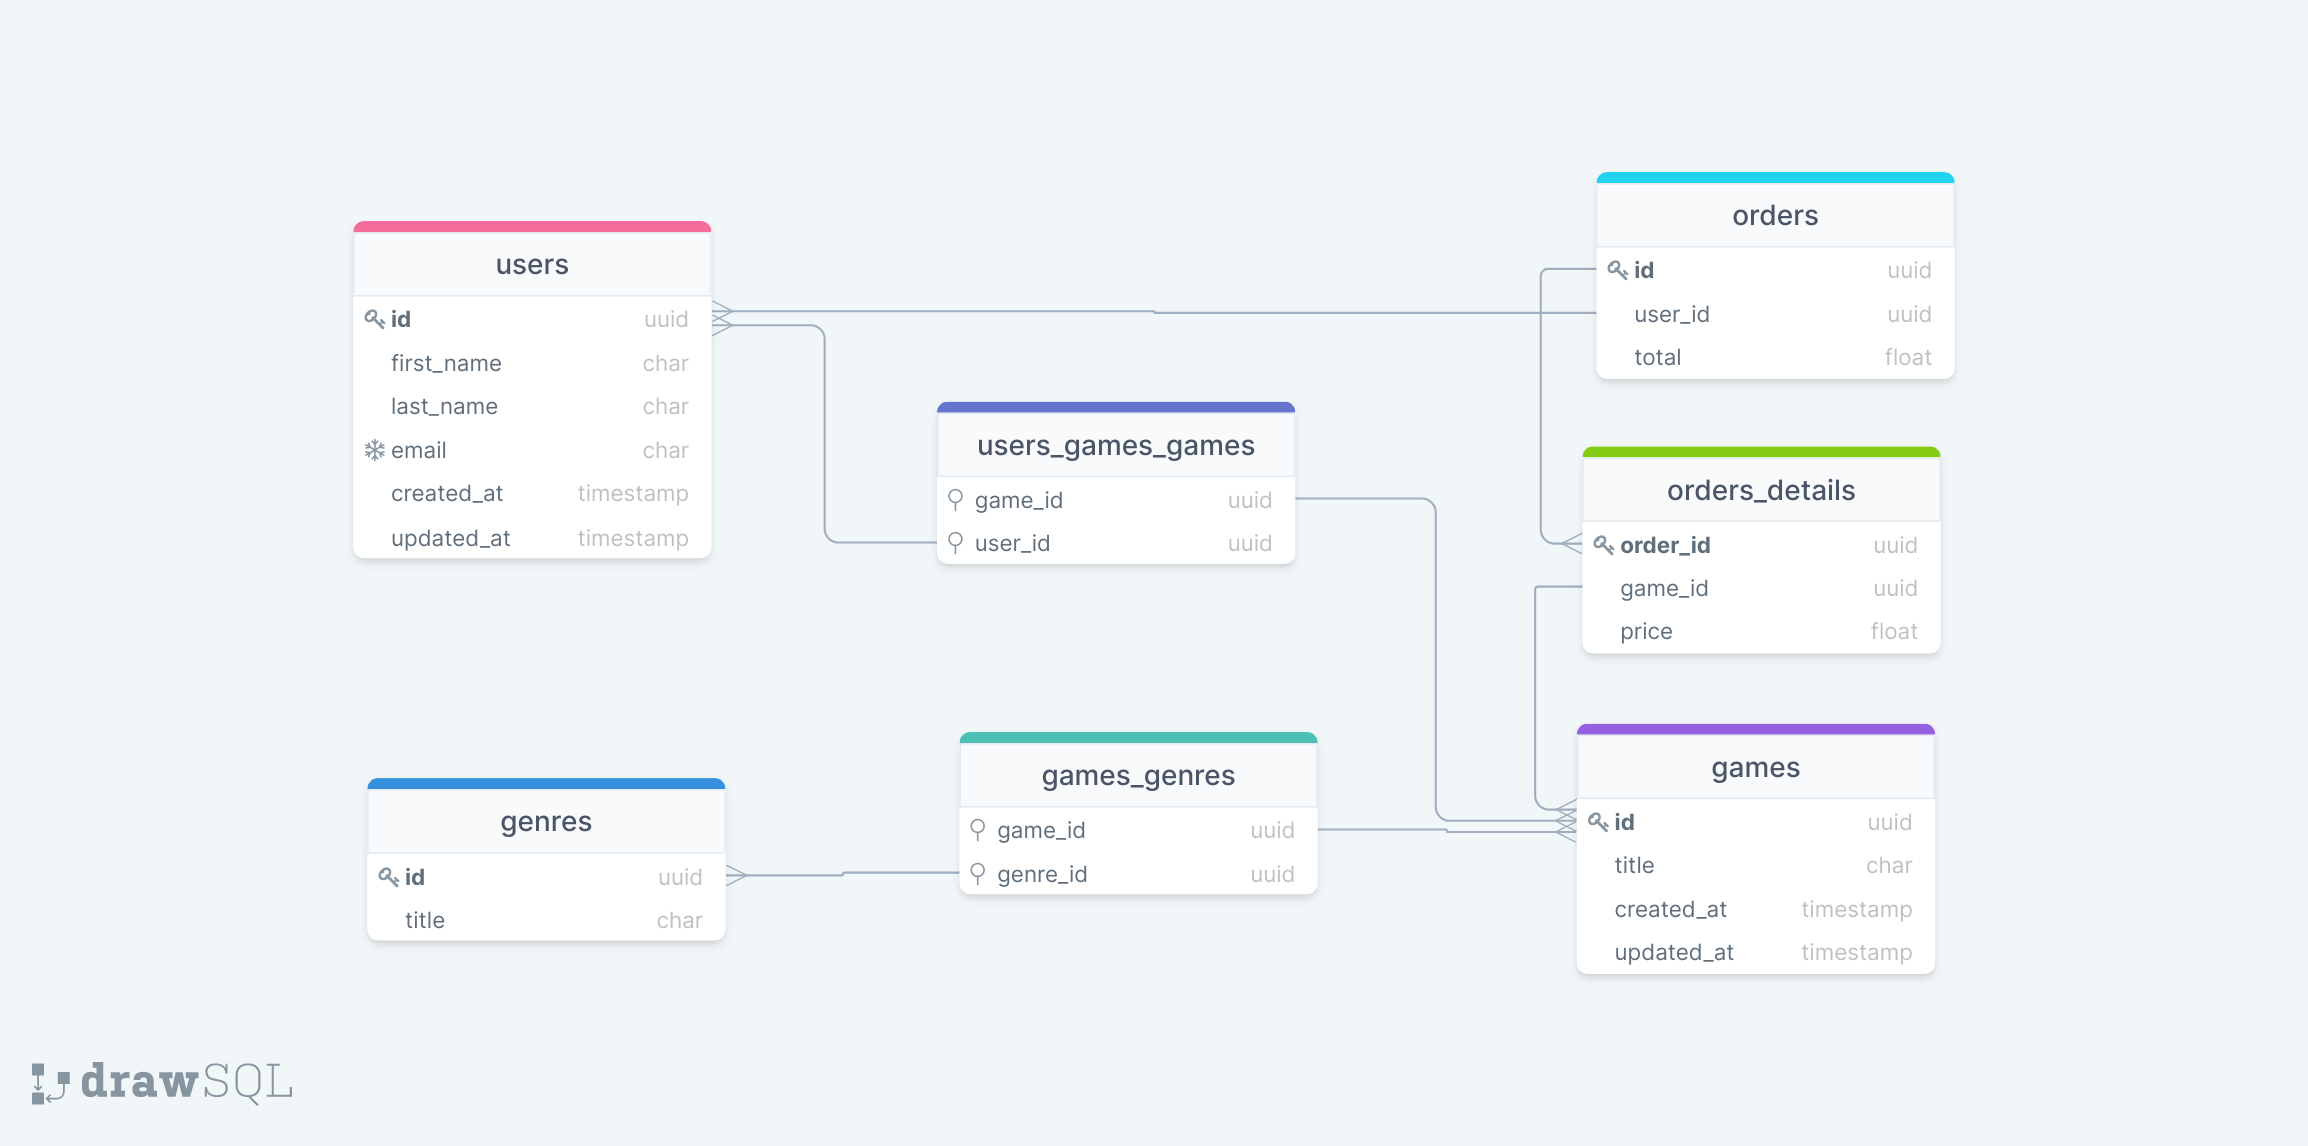 users
id uuid
first_name char
last_name char
email char
created_at timestamp
updated_at timestamp
users_games_games
game_id uuid
user_id uuid
orders
id uuid
user_id uuid
total float
orders_details
order_id uuid
game_id uuid
price float
genres
id uuid
title char
games_genres
game_id uuid
genre_id uuid
games
id uuid
title char
created_at timestamp
updated_at timestamp
drawSQL